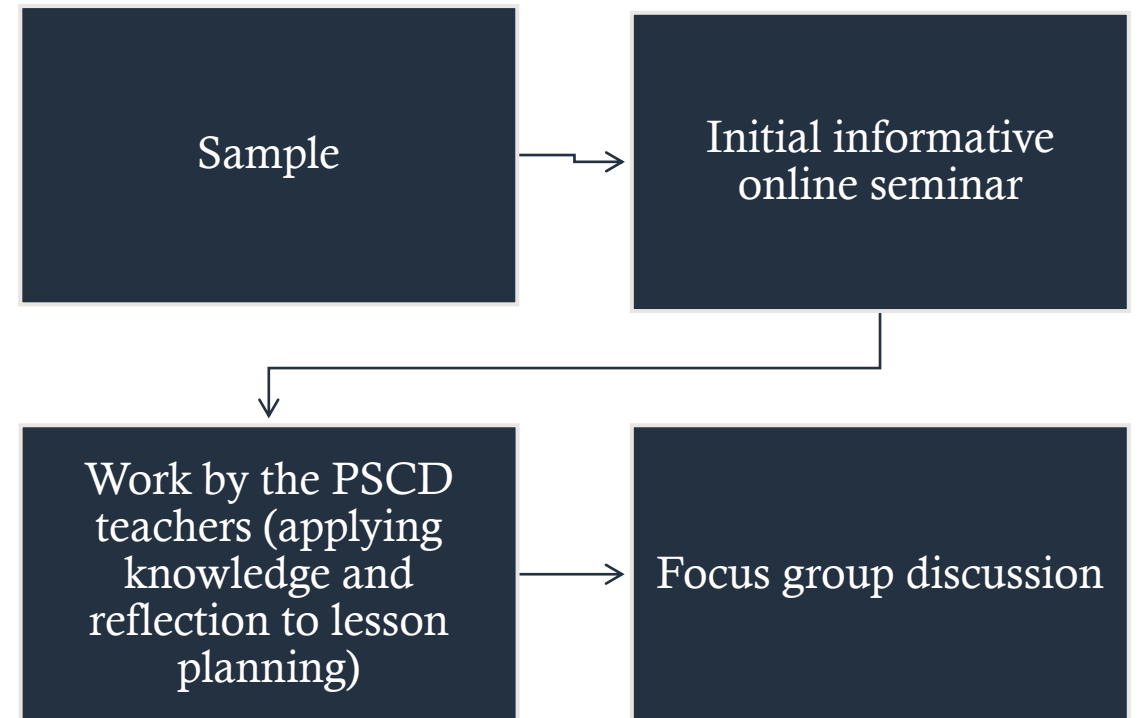 Sample
Initial informative
online seminar
Work by the PSCD
teachers (applying
knowledge and
reflection to lesson
planning)
Focus group discussion